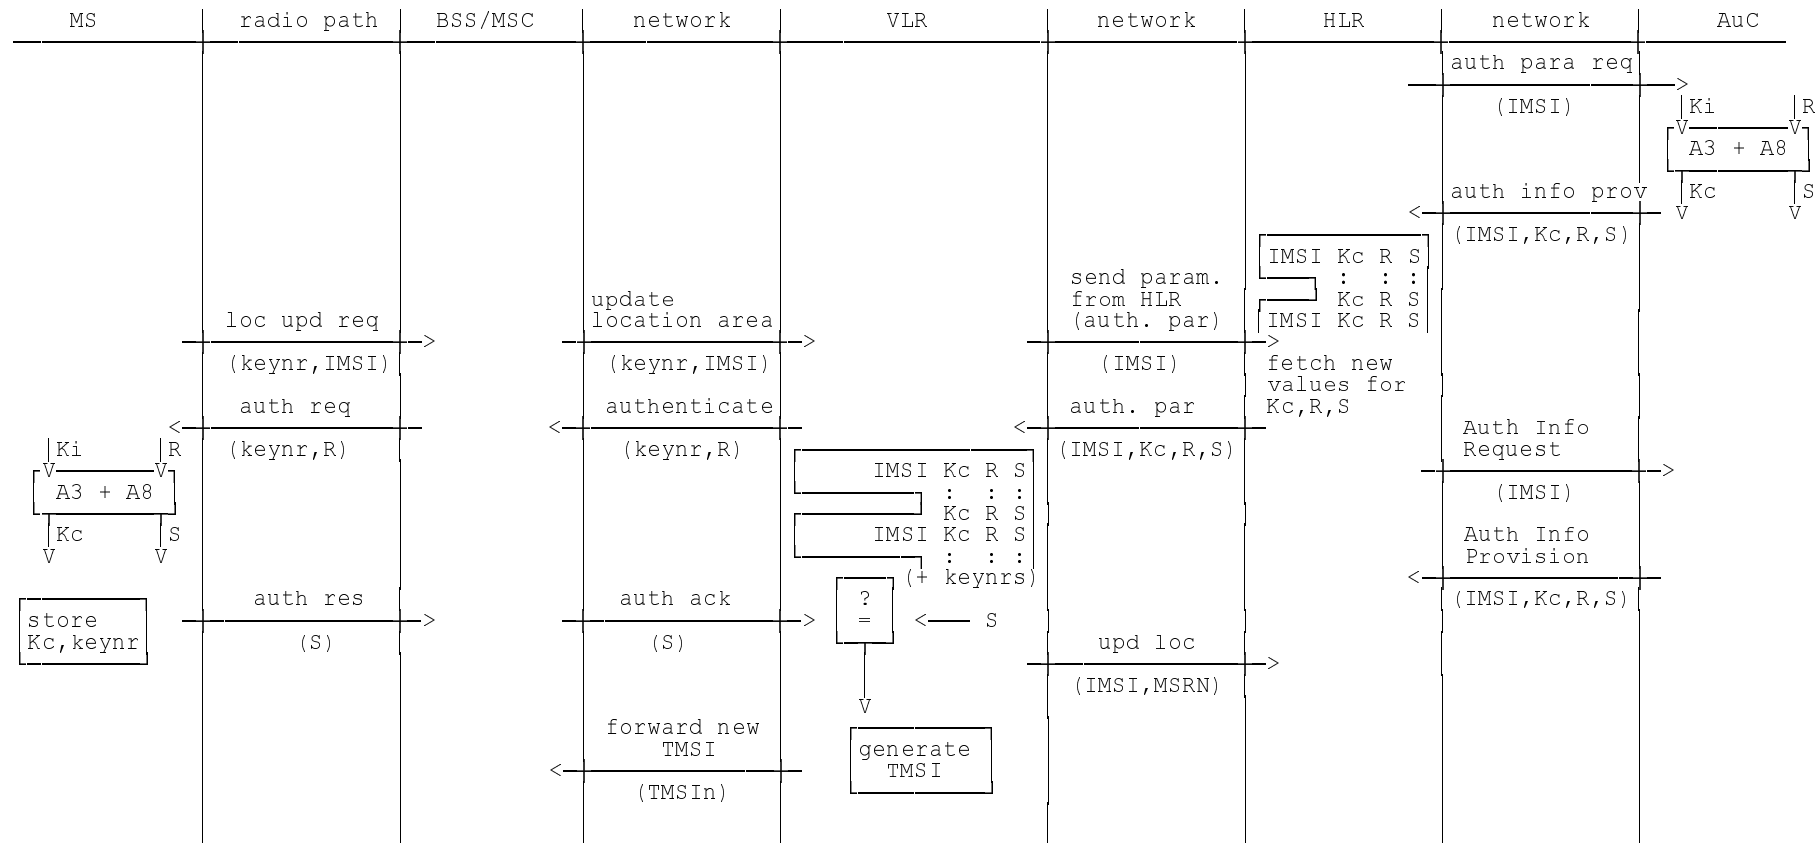 MS radio path BSS/MSC network VLR network HLR network AuC
auth para req
(IMSI)
Ki R
A3 + A8
auth info prov
Kc S
(IMSI,Kc,R,S)
IMSI Kc R S
: : :
Kc R S
IMSI Kc R S
send param.
from HLR
(auth. par)
update
location area
loc upd req
(keynr,IMSI)
(keynr,IMSI)
(IMSI)
fetch new
values for
Kc,R,S
auth req
authenticate
auth. par
(keynr,R)
(keynr,R)
(IMSI,Kc,R,S)
Ki R
A3 + A8
Kc S
IMSI Kc R S
: : :
Kc R S
IMSI Kc R S
: : :
(+ keynrs)
Auth Info
Request
(IMSI)
Auth Info
Provision
(IMSI,Kc,R,S)
store
Kc,keynr
auth res
(S)
auth ack
(S)
?
=
S
upd loc
(IMSI,MSRN)
forward new
TMSI
(TMSIn)
generate
TMSI